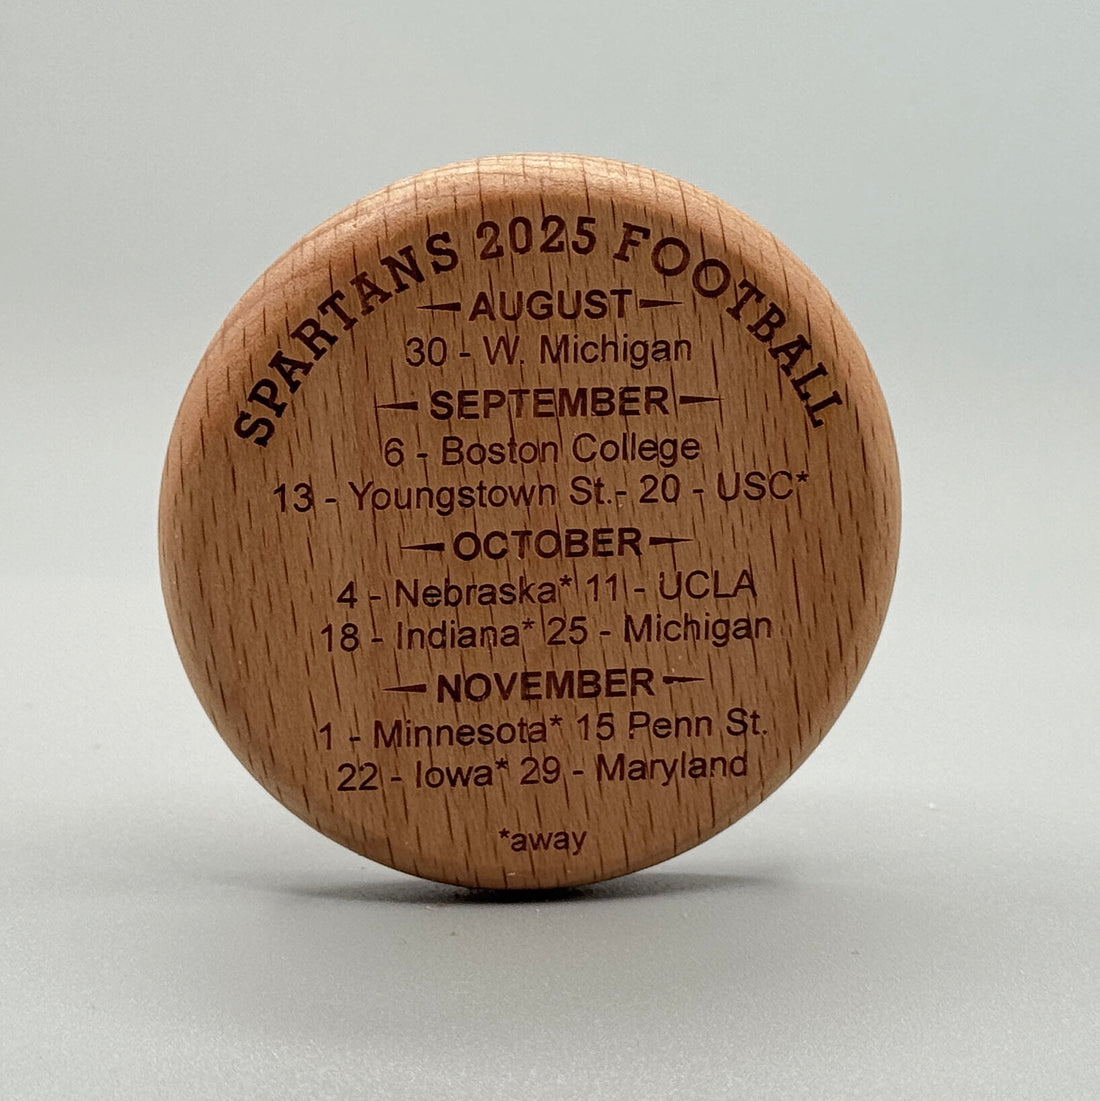 SPARTANS 2025 FOOTBALL
AUGUST
30 - W. Michigan
SEPTEMBER
6 - Boston College
13 - Youngstown St.- 20 - USC*
OCTOBER
4 - Nebraska* 11 - UCLA
18 - Indiana* 25 - Michigan
NOVEMBER
1 - Minnesota* 15 Penn St.
22 - Iowa* 29 - Maryland
*away